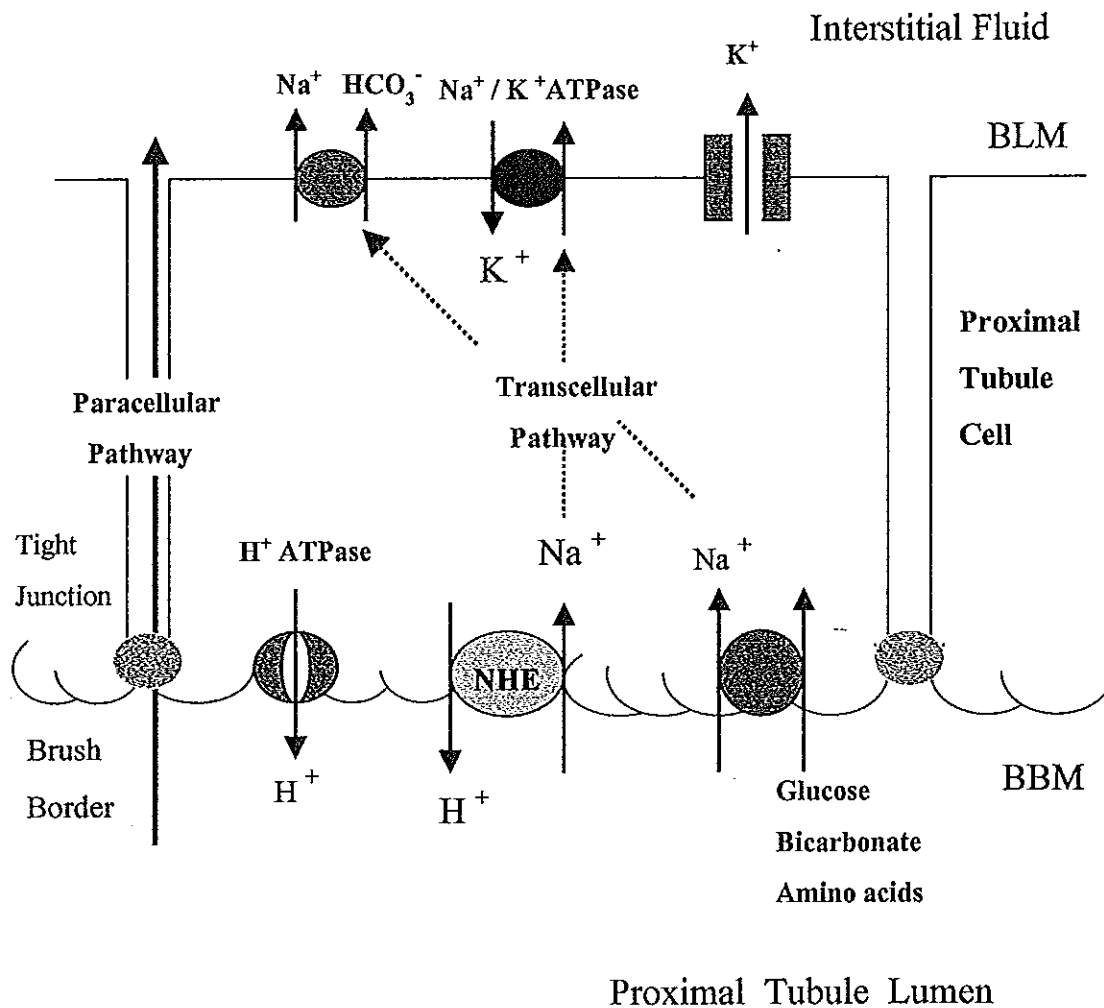 Interstitial Fluid
K⁺
Na⁺ HCO₃⁻ Na⁺ / K⁺ATPase
BLM
K⁺
Proximal
Tubule
Cell
Transcellular
Pathway
Paracellular
Pathway
Tight
Junction
H⁺ ATPase
Na⁺
Na⁺
NHE
Brush
Border
H⁺
H⁺
Glucose
Bicarbonate
Amino acids
BBM
Proximal Tubule Lumen